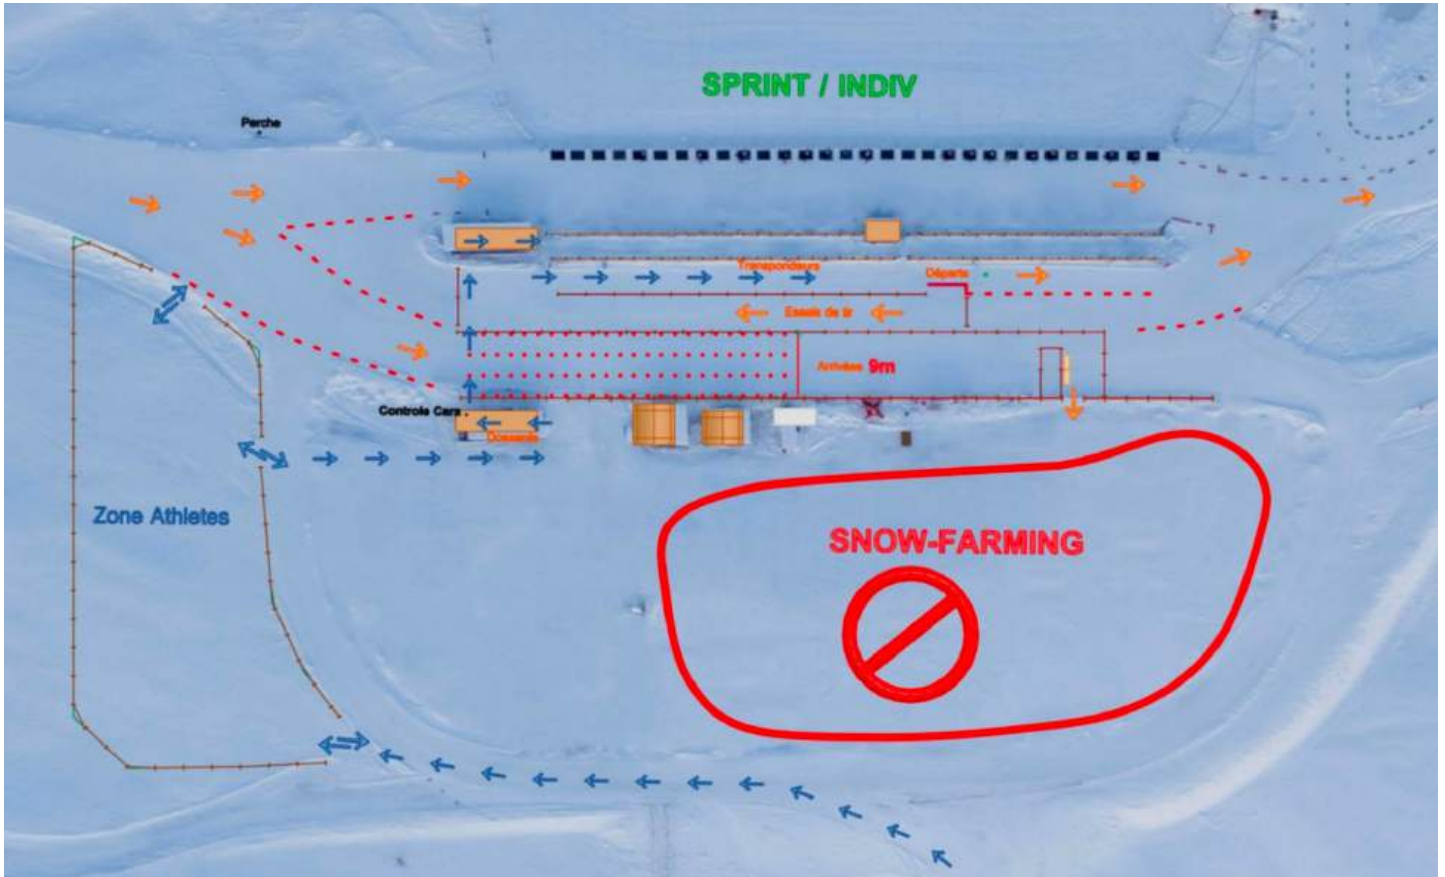 SPRINT / INDIV
Perche
Transpondeurs
Départs
Essais de tir
Arrivées 9m
Controle Cara
Dossards
Zone Athletes
SNOW-FARMING